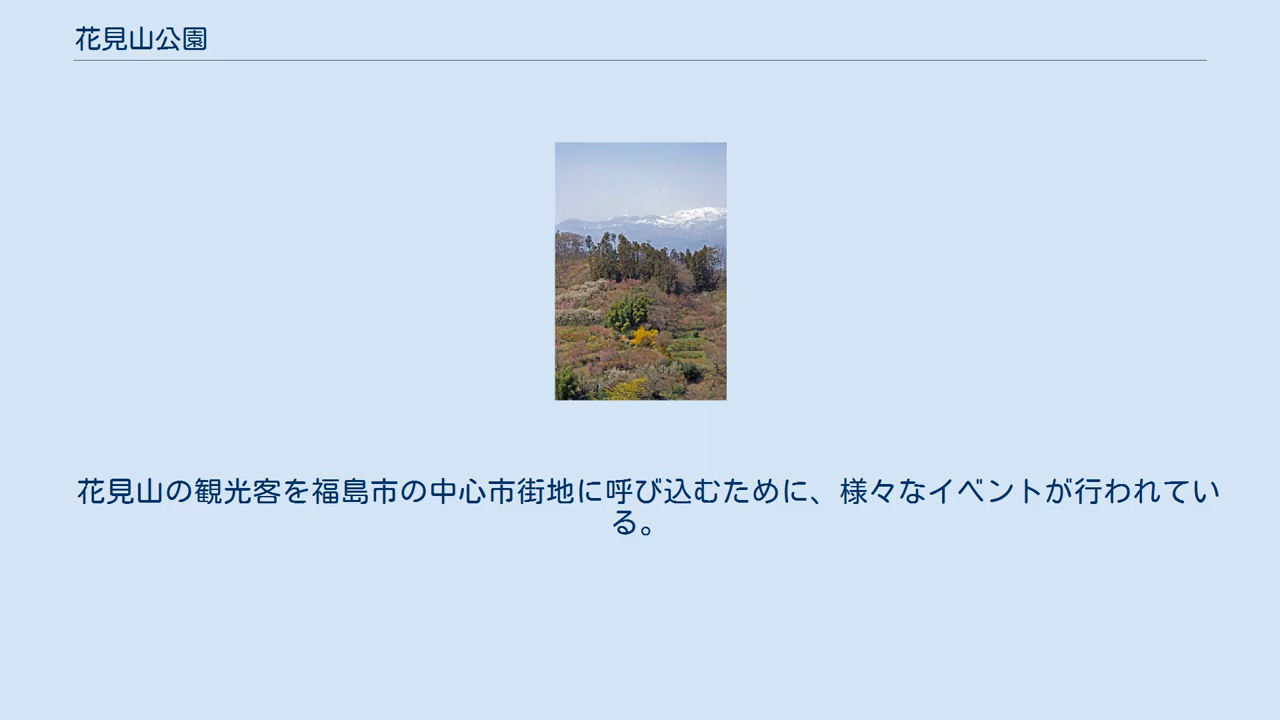 花見山公園
花見山の観光客を福島市の中心市街地に呼び込むために、様々なイベントが行われてい
る。